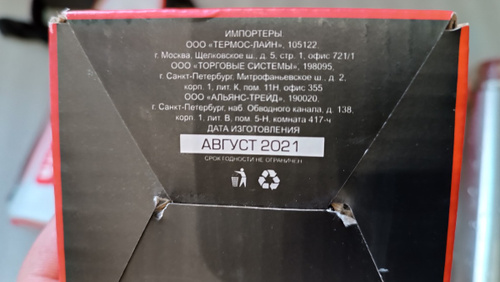 ИМПОРТЕРЫ
ООО «ТЕРМОС-ЛАЙН», 105122,
г. Москва, Щелковское ш., д. 5, стр. 1, офис 721/1
ООО «ТОРГОВЫЕ СИСТЕМЫ», 198095,
г. Санкт-Петербург, Митрофаньевское ш., д. 2,
корп. 1, лит. К, пом. 11Н, офис 355
ООО «АЛЬЯНС-ТРЕЙД», 190020,
г. Санкт-Петербург, наб. Обводного канала, д. 138,
корп. 1, лит. В, пом. 5-Н, комната 417-ч
ДАТА ИЗГОТОВЛЕНИЯ
АВГУСТ 2021
СРОК ГОДНОСТИ НЕ ОГРАНИЧЕН